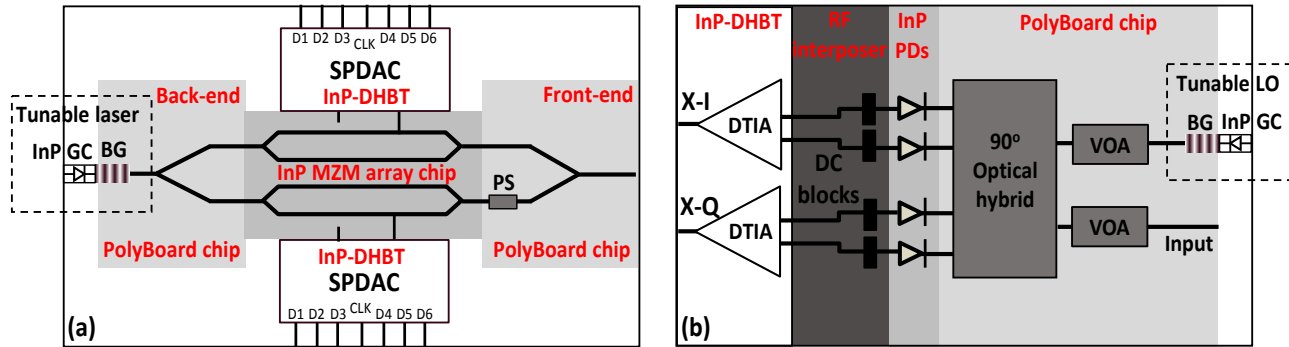 D1 D2 D3 CLK D4 D5 D6
SPDAC
InP-DHBT
Back-end
Front-end
Tunable laser
InP GC BG
InP MZM array chip
PS
PolyBoard chip
PolyBoard chip
InP-DHBT
SPDAC
D1 D2 D3 CLK D4 D5 D6
(a)
InP-DHBT
RF
interposer
InP
PDs
PolyBoard chip
Tunable LO
BG InP GC
X-I
DTIA
DC
blocks
90o
Optical
hybrid
VOA
X-Q
DTIA
VOA
Input
(b)